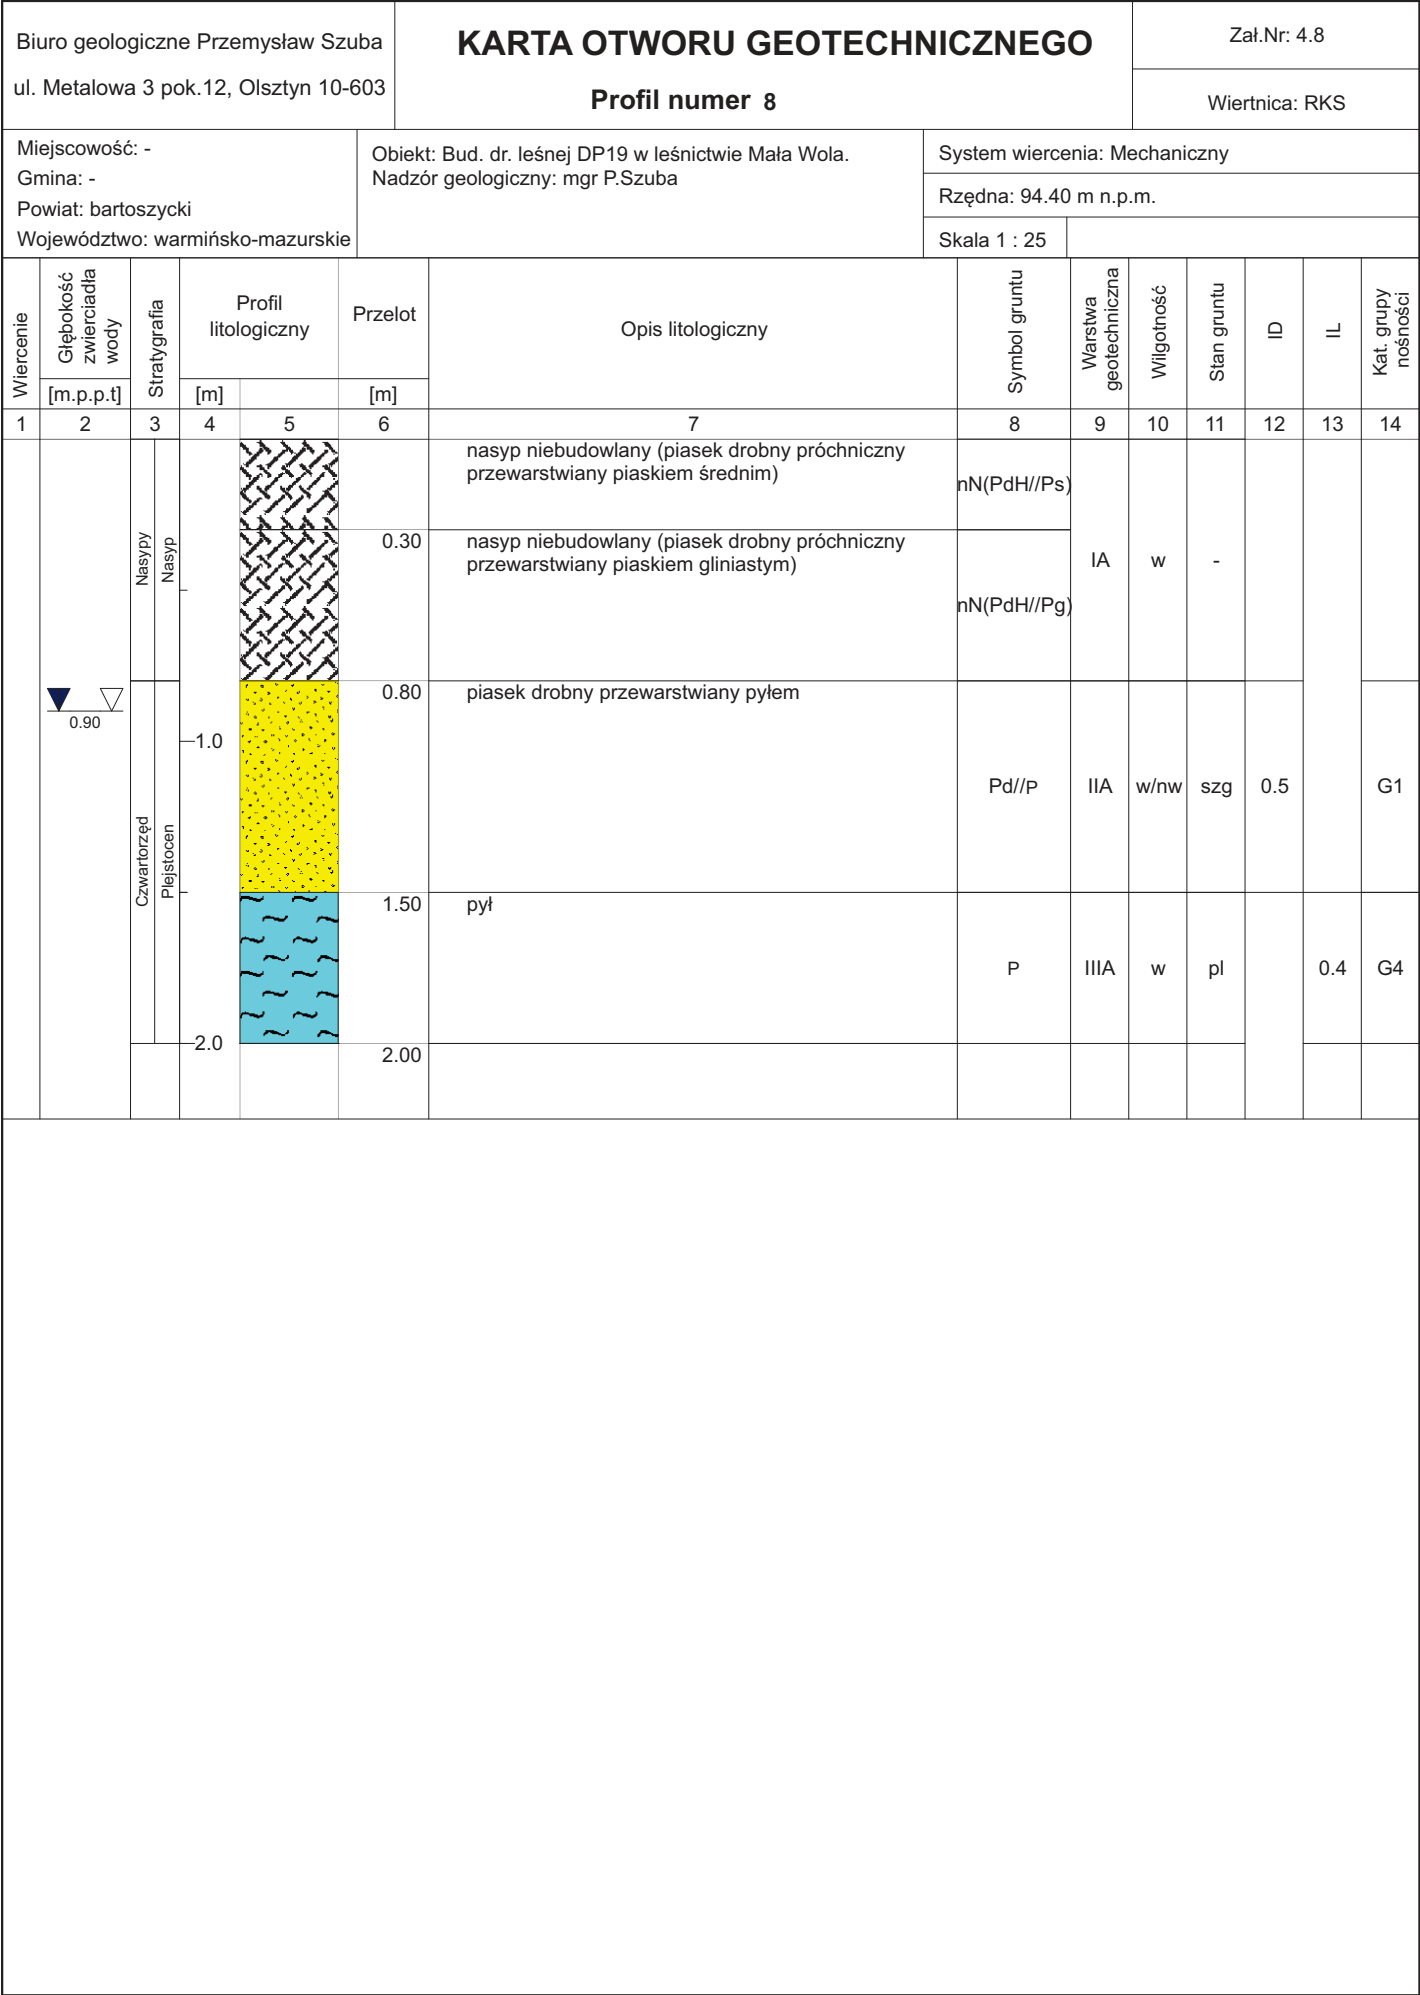 Biuro geologiczne Przemysław Szuba
ul. Metalowa 3 pok.12, Olsztyn 10-603
KARTA OTWORU GEOTECHNICZNEGO
Profil numer 8
Zał.Nr: 4.8
Wiertnica: RKS
Miejscowość: -
Gmina: -
Powiat: bartoszycki
Województwo: warmińsko-mazurskie
Obiekt: Bud. dr. leśnej DP19 w leśnictwie Mała Wola.
Nadzór geologiczny: mgr P.Szuba
System wiercenia: Mechaniczny
Rzędna: 94.40 m n.p.m.
Skala 1 : 25
Wiercenie
Głębokość
zwierciadła
wody
[m.p.p.t]
Stratygrafia
Profil
litologiczny
[m]
Przelot
[m]
Opis litologiczny
Symbol gruntu
Warstwa
geotechniczna
Wilgotność
Stan gruntu
ID
IL
Kat. grupy
nośności
1 2 3 4 5 6 7 8 9 10 11 12 13 14
Nasypy
Nasyp
nasyp niebudowlany (piasek drobny próchniczny
przewarstwiany piaskiem średnim)
nN(PdH//Ps)
0.30
nasyp niebudowlany (piasek drobny próchniczny
przewarstwiany piaskiem gliniastym)
nN(PdH//Pg)
IA w -
0.90
Czwartorzęd
Plejstocen
1.0
0.80
piasek drobny przewarstwiany pyłem
Pd//P IIA w/nw szg 0.5 G1
1.50
pył
P IIIA w pl 0.4 G4
2.0
2.00